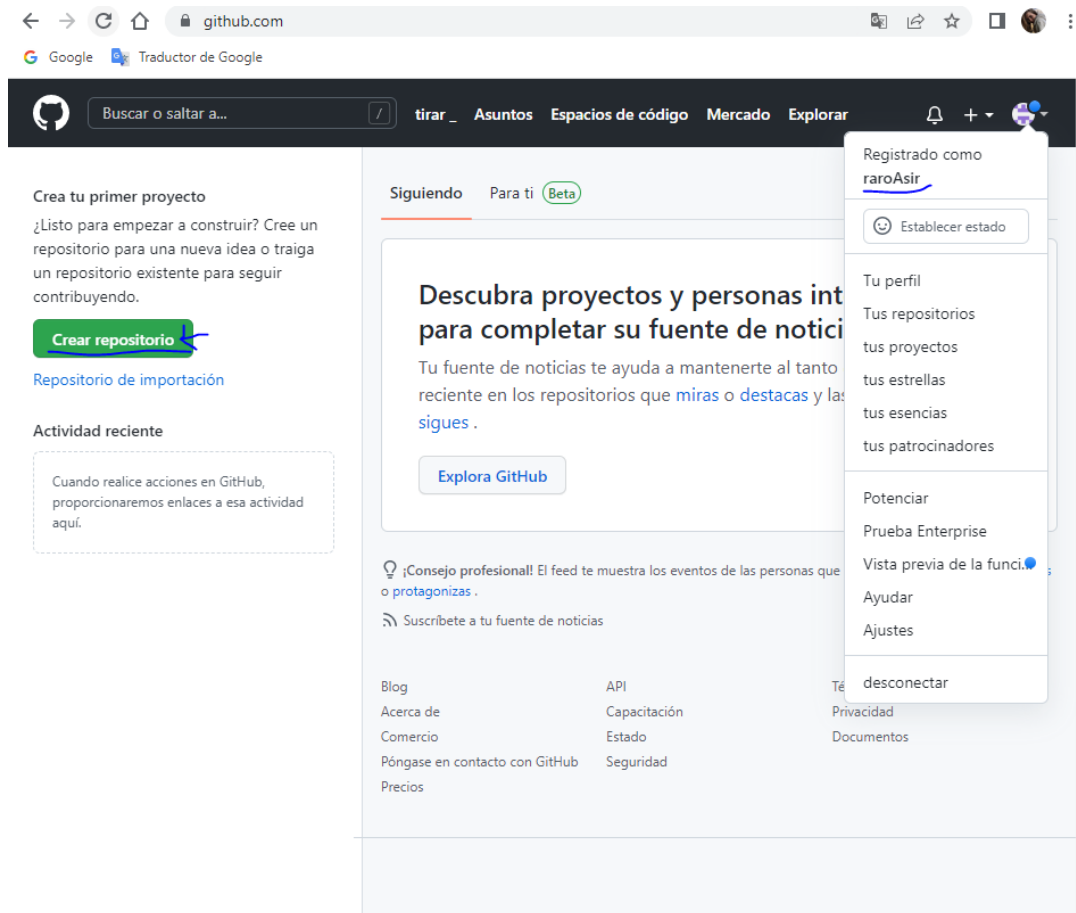 github.com
Google
Traductor de Google
Buscar o saltar a...
/
tirar _ Asuntos Espacios de código Mercado Explorar
Crea tu primer proyecto
¿Listo para empezar a construir? Cree un
repositorio para una nueva idea o traiga
un repositorio existente para seguir
contribuyendo.
Crear repositorio
Repositorio de importación
Actividad reciente
Cuando realice acciones en GitHub,
proporcionaremos enlaces a esa actividad
aquí.
Siguiendo Para ti Beta
Descubra proyectos y personas int
para completar su fuente de notici
Tu fuente de noticias te ayuda a mantenerte al tanto
reciente en los repositorios que miras o destacas y las
sigues .
Explora GitHub
¡Consejo profesional! El feed te muestra los eventos de las personas que
o protagonizas .
Suscríbete a tu fuente de noticias
Blog
Acerca de
Comercio
Póngase en contacto con GitHub
Precios
API
Capacitación
Estado
Seguridad
Té
Privacidad
Documentos
Registrado como
raroAsir
Establecer estado
Tu perfil
Tus repositorios
tus proyectos
tus estrellas
tus esencias
tus patrocinadores
Potenciar
Prueba Enterprise
Vista previa de la funci...
Ayudar
Ajustes
desconectar